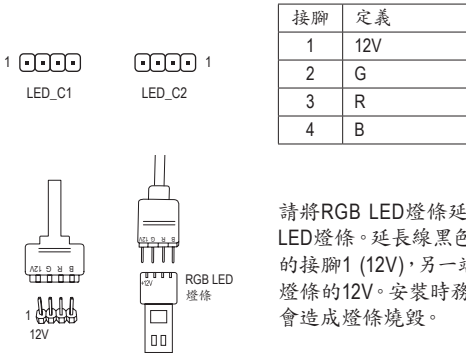 1
LED_C1
1
LED_C2
接腳 定義
1 12V
2 G
3 R
4 B
12V G R B
1
12V
12V G R B
+12V
RGB LED
燈條
請將RGB LED燈條延
LED燈條。延長線黑色
的接腳1 (12V)，另一
燈條的12V。安裝時務
會造成燈條燒毀。